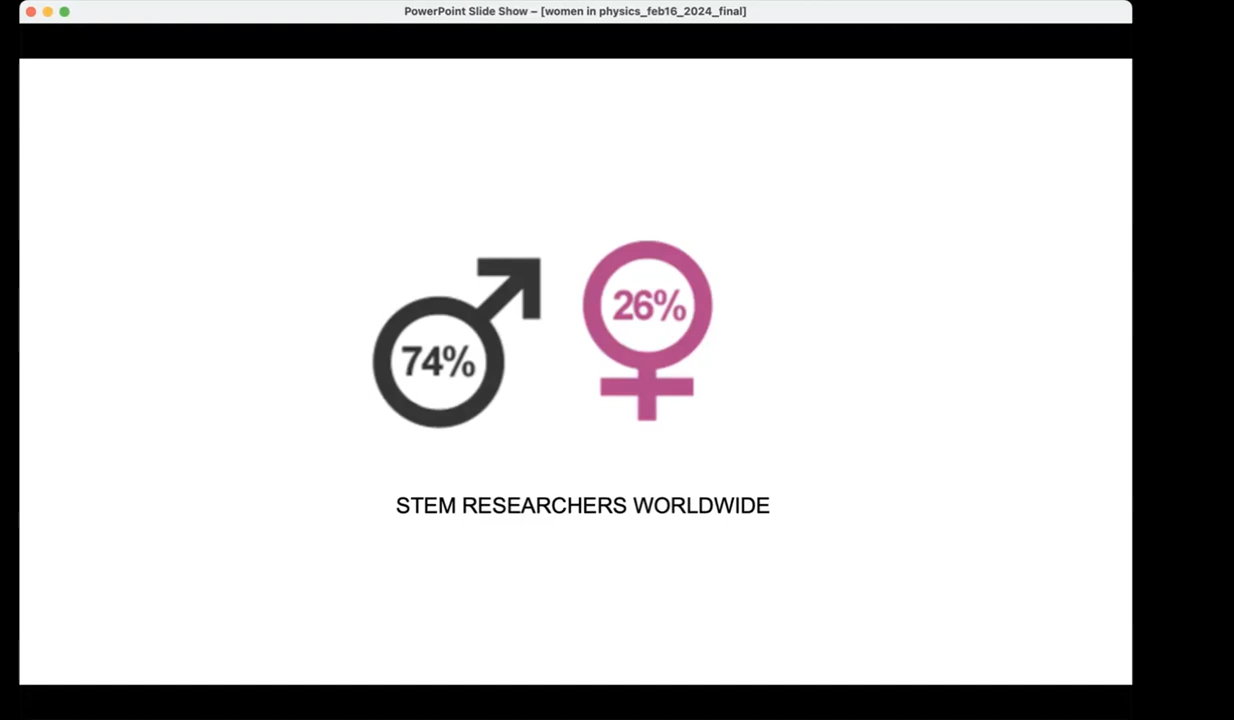 PowerPoint Slide Show – [women in physics_feb16_2024_final]
74%
26%
STEM RESEARCHERS WORLDWIDE